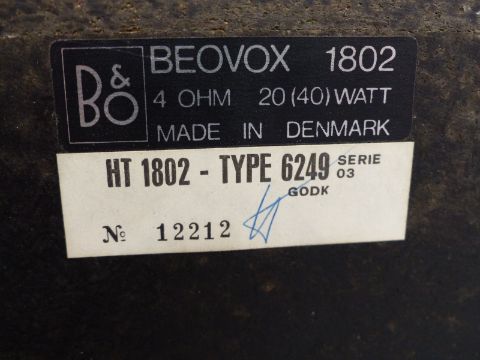 B&O
BEOVOX 1802
4 OHM 20 (40) WATT
MADE IN DENMARK
HT 1802 - TYPE 6249 SERIE 03
GODK
№ 12212